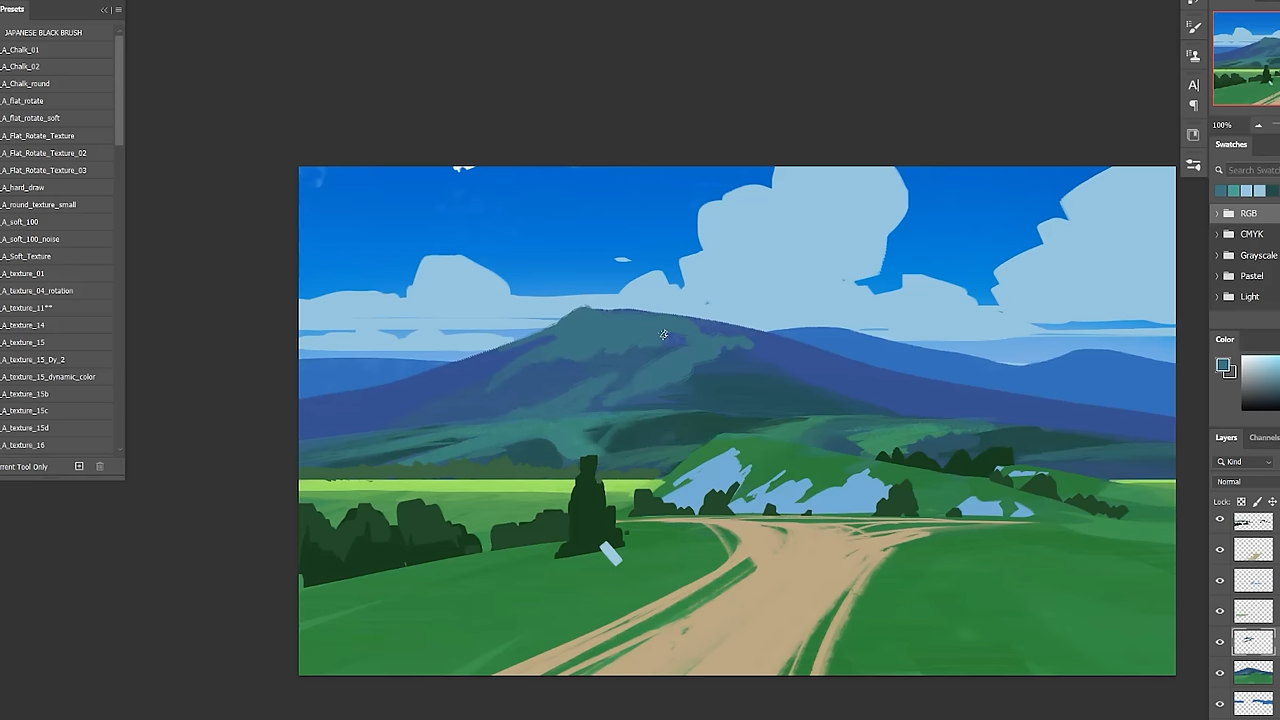 Presets
JAPANESE BLACK BRUSH
_A_Chalk_01
_A_Chalk_02
_A_Chalk_round
_A_flat_rotate
_A_flat_rotate_soft
_A_Flat_Rotate_Texture
_A_Flat_Rotate_Texture_02
_A_Flat_Rotate_Texture_03
_A_hard_draw
_A_round_texture_small
_A_soft_100
_A_soft_100_noise
_A_Soft_Texture
_A_texture_01
_A_texture_04_rotation
_A_texture_11**
_A_texture_14
_A_texture_15
_A_texture_15_Dy_2
_A_texture_15_dynamic_color
_A_texture_15b
_A_texture_15c
_A_texture_15d
_A_texture_16
rrent Tool Only
100%
Swatches
Search Swatc
RGB
CMYK
Grayscale
Pastel
Light
Color
Layers Channels
Kind
Normal
Lock: